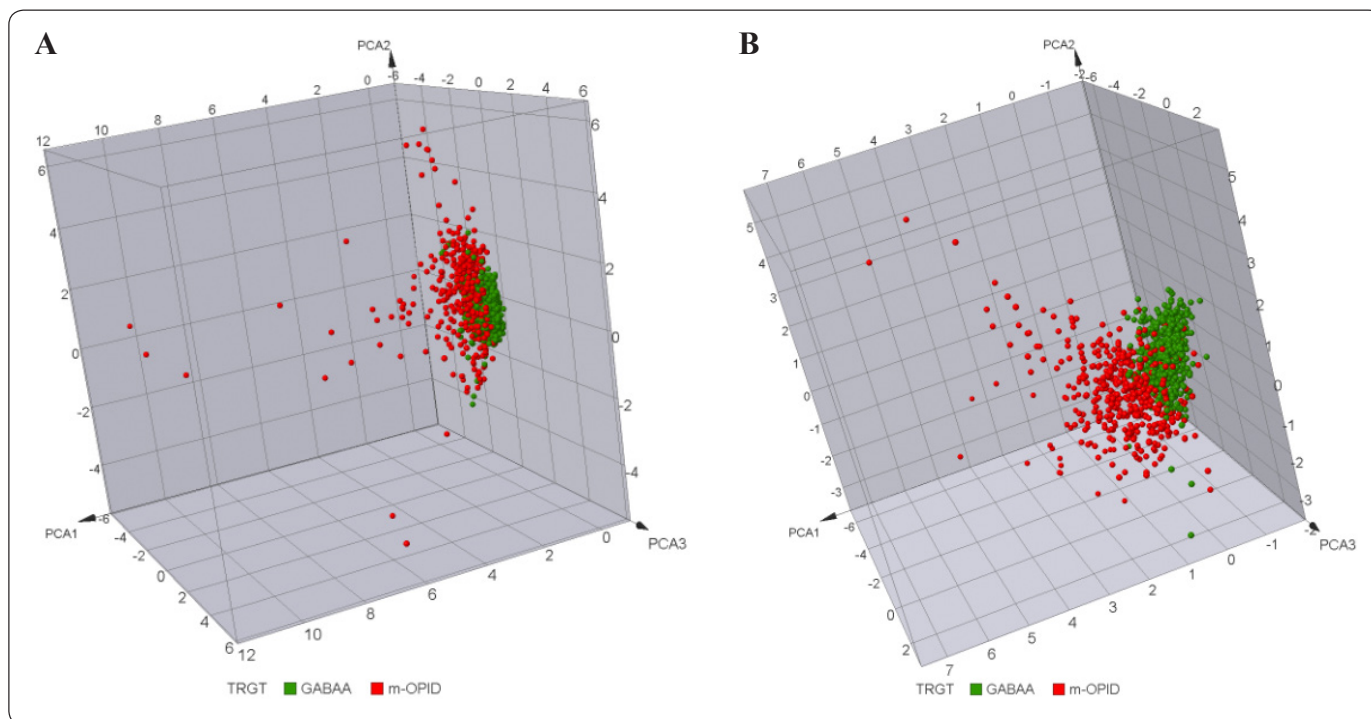 A
PCA2
12 10 8 6 4 2 0 -6 -4 -2 0 2 4 6
6 4 2 0 -2 -4 -6
6 4 2 0 -2 -4
PCA1
-4 -2 0 2 4 6
12 10 8 6 4 2 0
PCA3
TRGT GABAA m-OPID
B
PCA2
7 6 5 4 3 2 1 0 -1 -2 -6 -4 -2 0 2
5 4 3 2 1 0 -1 -2 -3 -6
5 4 3 2 1 0 -1 -2 -3
PCA1
-4 -2 0 2
7 6 5 4 3 2 1 0 -1 -2
PCA3
TRGT GABAA m-OPID